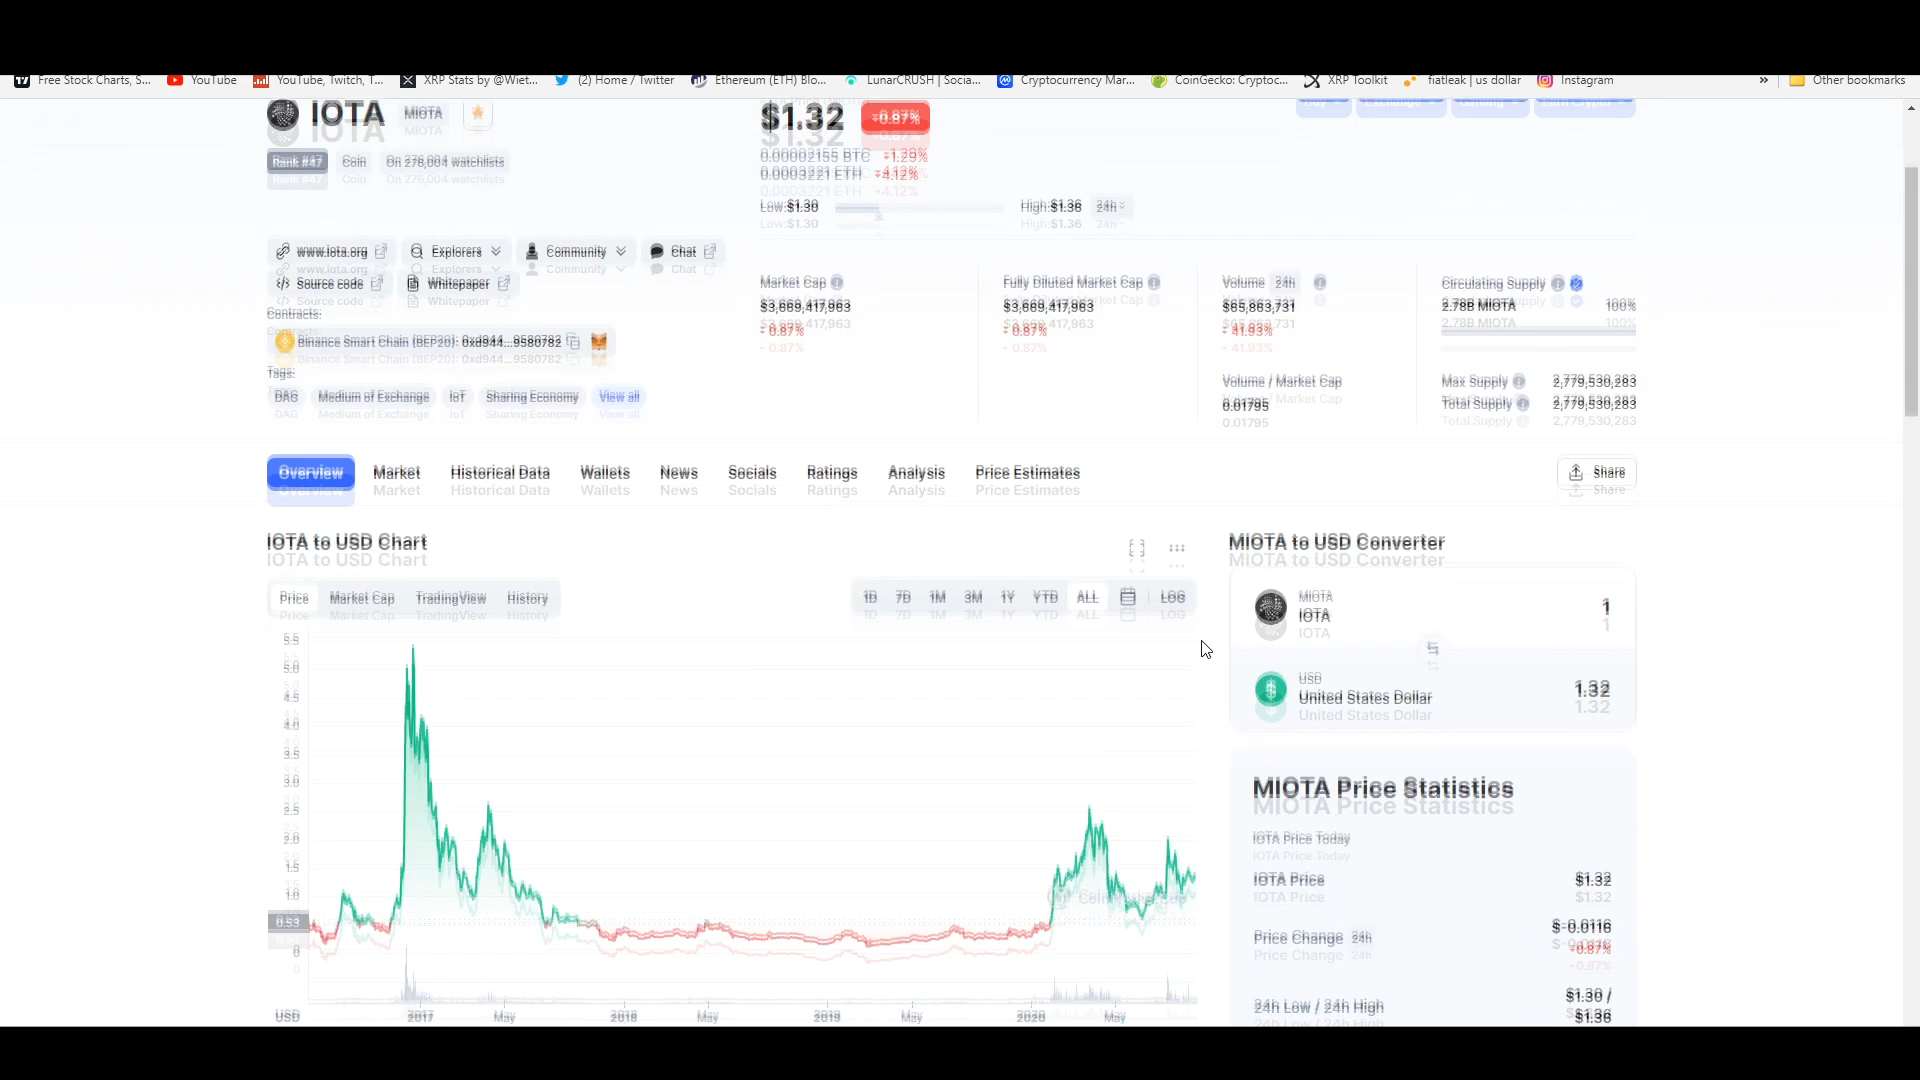 Free Stock Charts, S... YouTube YouTube, Twitch, T... XRP Stats by @Wiet... (2) Home / Twitter Ethereum (ETH) Blo... LunarCRUSH | Socia... Cryptocurrency Mar... CoinGecko: Cryptoc... XRP Toolkit fiatleak | us dollar Instagram » Other bookmarks
IOTA MIOTA
Rank #47 Coin On 276,004 watchlists
www.iota.org Explorers Community Chat
Source code Whitepaper
Contracts:
Binance Smart Chain (BEP20): 0xd944...9580782
Tags:
DAG Medium of Exchange IoT Sharing Economy View all
$1.32 0.87%
0.00002155 BTC 1.29%
0.0003221 ETH 4.12%
Low:$1.30 High:$1.36 24h
Buy Exchange Gaming Earn Crypto
Market Cap
$3,669,417,963
0.87%
Fully Diluted Market Cap
$3,669,417,963
0.87%
Volume 24h
$65,863,731
41.93%
Volume / Market Cap
0.01795
Circulating Supply
2.78B MIOTA 100%
Max Supply 2,779,530,283
Total Supply 2,779,530,283
Overview Market Historical Data Wallets News Socials Ratings Analysis Price Estimates Share
IOTA to USD Chart
Price Market Cap TradingView History 1D 7D 1M 3M 1Y YTD ALL LOG
5.5
5.0
4.5
4.0
3.5
3.0
2.5
2.0
1.5
1.0
0.53
0
USD 2017 May 2018 May 2019 May 2020 May
MIOTA to USD Converter
MIOTA
IOTA 1
USD
United States Dollar 1.32
MIOTA Price Statistics
IOTA Price Today
IOTA Price $1.32
Price Change 24h $-0.0116
0.87%
24h Low / 24h High $1.30 /
$1.36